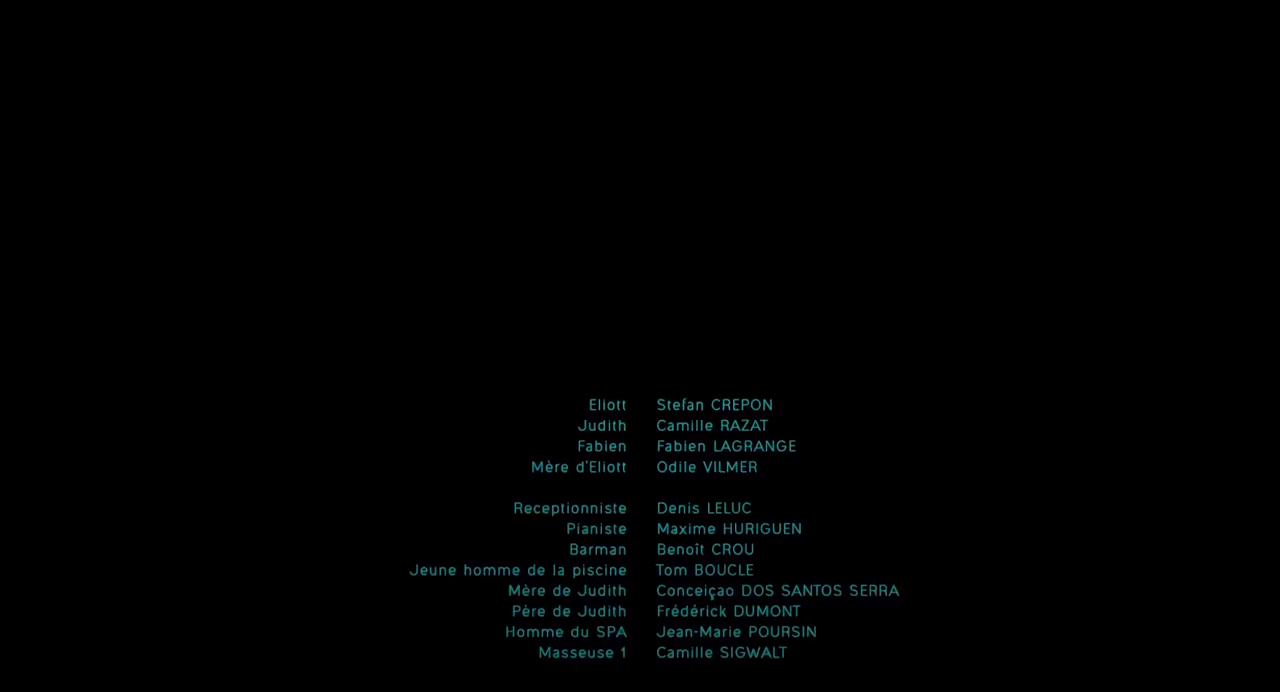 Eliott Stefan CREPON
Judith Camille RAZAT
Fabien Fabien LAGRANGE
Mère d'Eliott Odile VILMER
Receptionniste Denis LELUC
Pianiste Maxime HURIGUEN
Barman Benoît CROU
Jeune homme de la piscine Tom BOUCLE
Mère de Judith Conceiçao DOS SANTOS SERRA
Père de Judith Frédérick DUMONT
Homme du SPA Jean-Marie POURSIN
Masseuse 1 Camille SIGWALT